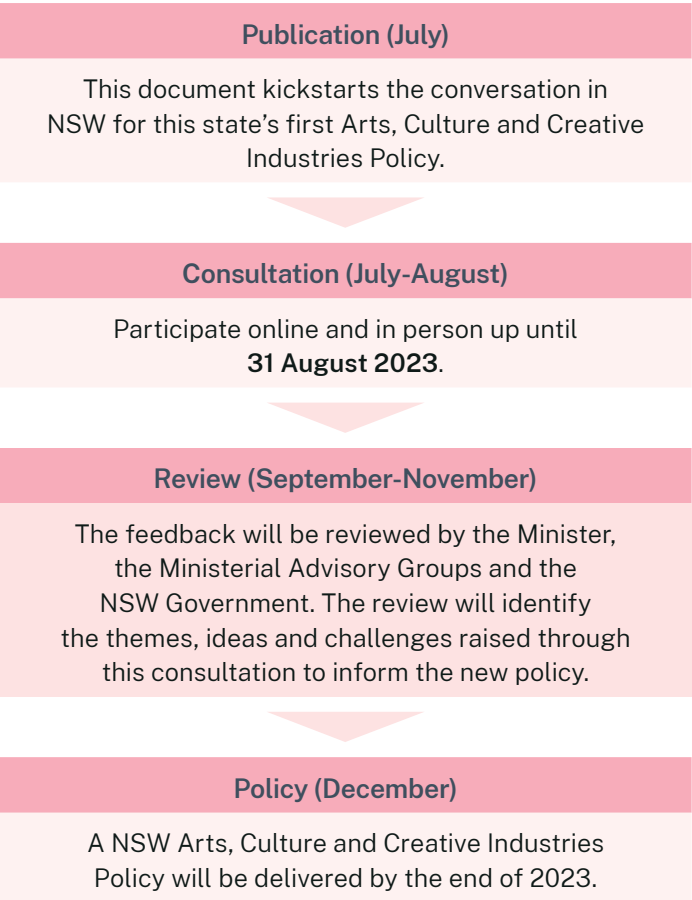 Publication (July)
This document kickstarts the conversation in
NSW for this state’s first Arts, Culture and Creative
Industries Policy.
Consultation (July-August)
Participate online and in person up until
31 August 2023.
Review (September-November)
The feedback will be reviewed by the Minister,
the Ministerial Advisory Groups and the
NSW Government. The review will identify
the themes, ideas and challenges raised through
this consultation to inform the new policy.
Policy (December)
A NSW Arts, Culture and Creative Industries
Policy will be delivered by the end of 2023.